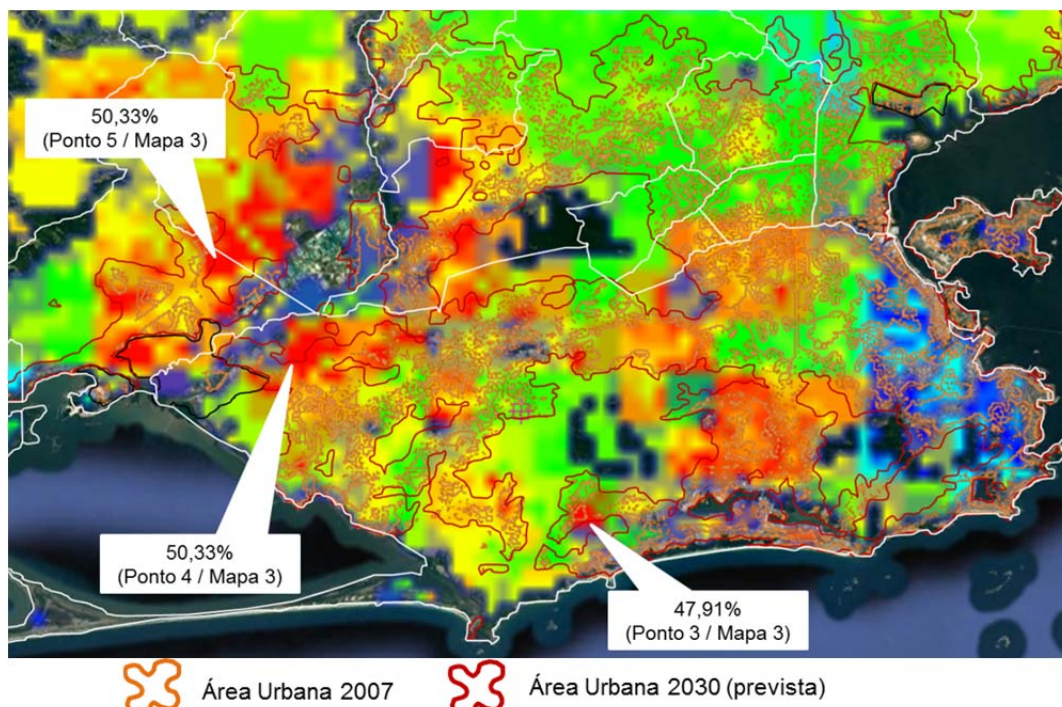 50,33%
(Ponto 5 / Mapa 3)
50,33%
(Ponto 4 / Mapa 3)
47,91%
(Ponto 3 / Mapa 3)
Área Urbana 2007
Área Urbana 2030 (prevista)